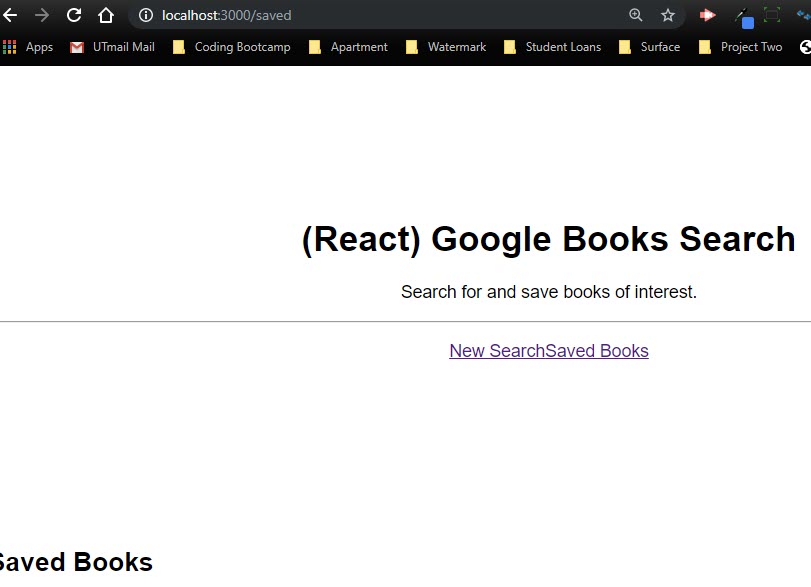 localhost:3000/saved
Apps UTmail Mail Coding Bootcamp Apartment Watermark Student Loans Surface Project Two
(React) Google Books Search
Search for and save books of interest.
New SearchSaved Books
Saved Books